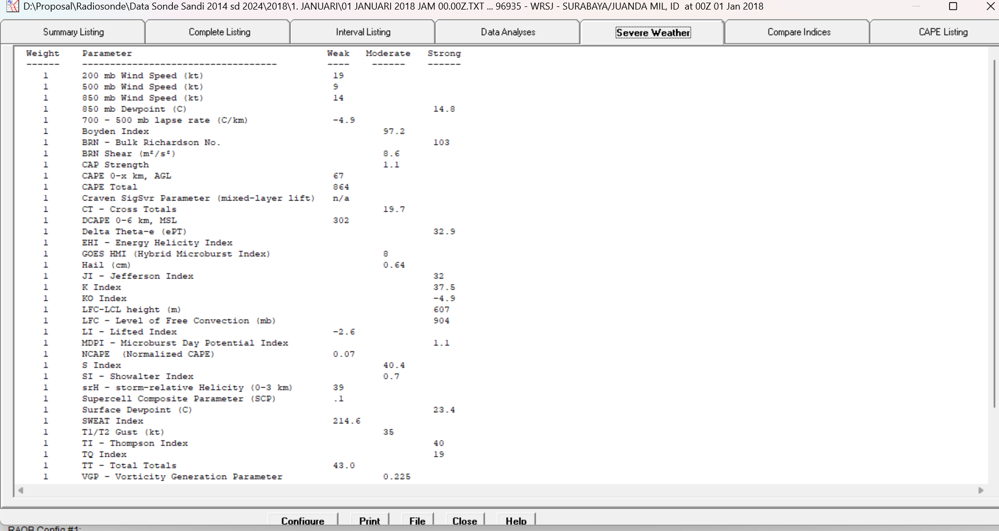 D:\Proposal\Radiosonde\Data Sonde Sandi 2014 sd 2024\2018\1. JANUARI\01 JANUARI 2018 JAM 00.00Z.TXT ... 96935 - WRSJ - SURABAYA/JUANDA MIL, ID  at 00Z 01 Jan 2018
Summary Listing Complete Listing Interval Listing Data Analyses Severe Weather Compare Indices CAPE Listing
Weight Parameter Weak Moderate Strong
------ ----------------------------------- ---- ------ ------
1 200 mb Wind Speed (kt) 19
1 500 mb Wind Speed (kt) 9
1 850 mb Wind Speed (kt) 14
1 850 mb Dewpoint (C) 14.8
1 700 - 500 mb lapse rate (C/km) -4.9
1 Boyden Index 97.2
1 BRN - Bulk Richardson No. 103
1 BRN Shear (m²/s²) 8.6
1 CAP Strength 1.1
1 CAPE 0-x km, AGL 67
1 CAPE Total 864
1 Craven SigSvr Parameter (mixed-layer lift) n/a
1 CT - Cross Totals 19.7
1 DCAPE 0-6 km, MSL 302
1 Delta Theta-e (ePT) 32.9
1 EHI - Energy Helicity Index
1 GOES HMI (Hybrid Microburst Index) 8
1 Hail (cm) 0.64
1 JI - Jefferson Index 32
1 K Index 37.5
1 KO Index -4.9
1 LFC-LCL height (m) 607
1 LFC - Level of Free Convection (mb) 904
1 LI - Lifted Index -2.6
1 MDPI - Microburst Day Potential Index 1.1
1 NCAPE  (Normalized CAPE) 0.07
1 S Index 40.4
1 SI - Showalter Index 0.7
1 srH - storm-relative Helicity (0-3 km) 39
1 Supercell Composite Parameter (SCP) .1
1 Surface Dewpoint (C) 23.4
1 SWEAT Index 214.6
1 T1/T2 Gust (kt) 35
1 TI - Thompson Index 40
1 TQ Index 19
1 TT - Total Totals 43.0
1 VGP - Vorticity Generation Parameter 0.225
Configure Print File Close Help
RAOB Config #1: